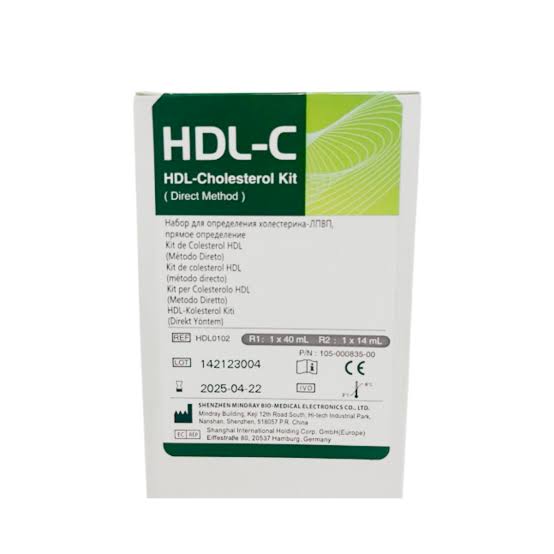 HDL-C
HDL-Cholesterol Kit
( Direct Method )
Набор для определения холестерина-ЛПВП,
прямое определение
Kit de Colesterol HDL
(Método Direto)
Kit de colesterol HDL
(método directo)
Kit per Colesterolo HDL
(Metodo Diretto)
HDL-Kolesterol Kiti
(Direkt Yöntem)
REF HDL0102 R1: 1 x 40 mL R2: 1 x 14 mL
P/N : 105-000835-00
LOT 142123004 CE
2025-04-22 IVD
SHENZHEN MINDRAY BIO-MEDICAL ELECTRONICS CO., LTD.
Mindray Building, Keji 12th Road South, Hi-tech Industrial Park,
Nanshan, Shenzhen, 518057 P.R. China
EC REP Shanghai International Holding Corp. GmbH(Europe)
Eiffestraße 80, 20537 Hamburg, Germany